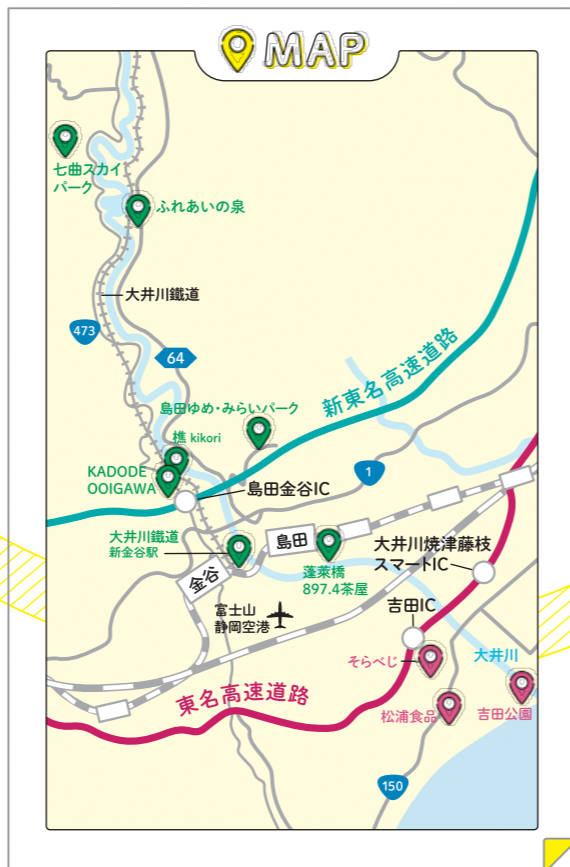 MAP
七曲スカイ
パーク
ふれあいの泉
大井川鐵道
473
64
新東名高速道路
島田ゆめ・みらいパーク
樵 kikori
KADODE
OOIGAWA
島田金谷IC
1
大井川鐵道
新金谷駅
島田
金谷
蓬萊橋
897.4茶屋
大井川焼津藤枝
スマートIC
富士山
静岡空港
吉田IC
そらべじ
大井川
東名高速道路
松浦食品
吉田公園
150